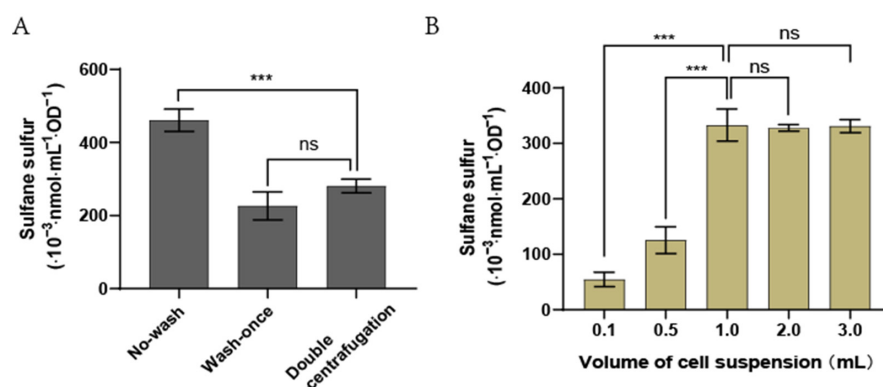 A
Sulfane sulfur
(·10⁻³·nmol·mL⁻¹·OD⁻¹)
600
400
200
0
***
ns
No-wash
Wash-once
Double
centrafugation
B
Sulfane sulfur
(·10⁻³·nmol·mL⁻¹·OD⁻¹)
400
300
200
100
0
***
ns
***
ns
0.1 0.5 1.0 2.0 3.0
Volume of cell suspension（mL）